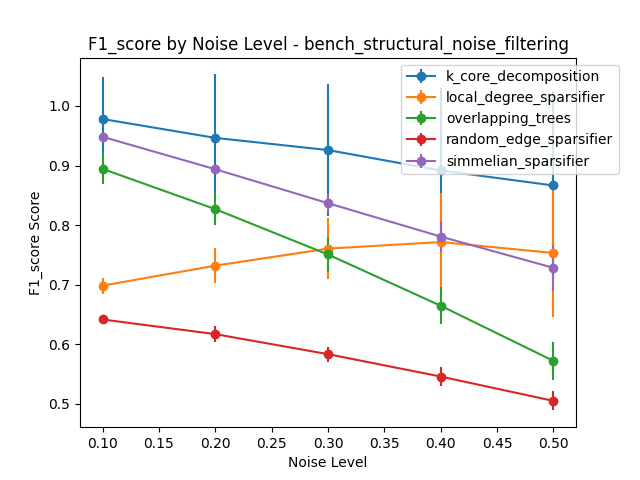 F1_score by Noise Level - bench_structural_noise_filtering
k_core_decomposition
local_degree_sparsifier
overlapping_trees
random_edge_sparsifier
simmelian_sparsifier
F1_score Score
1.0
0.9
0.8
0.7
0.6
0.5
0.10 0.15 0.20 0.25 0.30 0.35 0.40 0.45 0.50
Noise Level